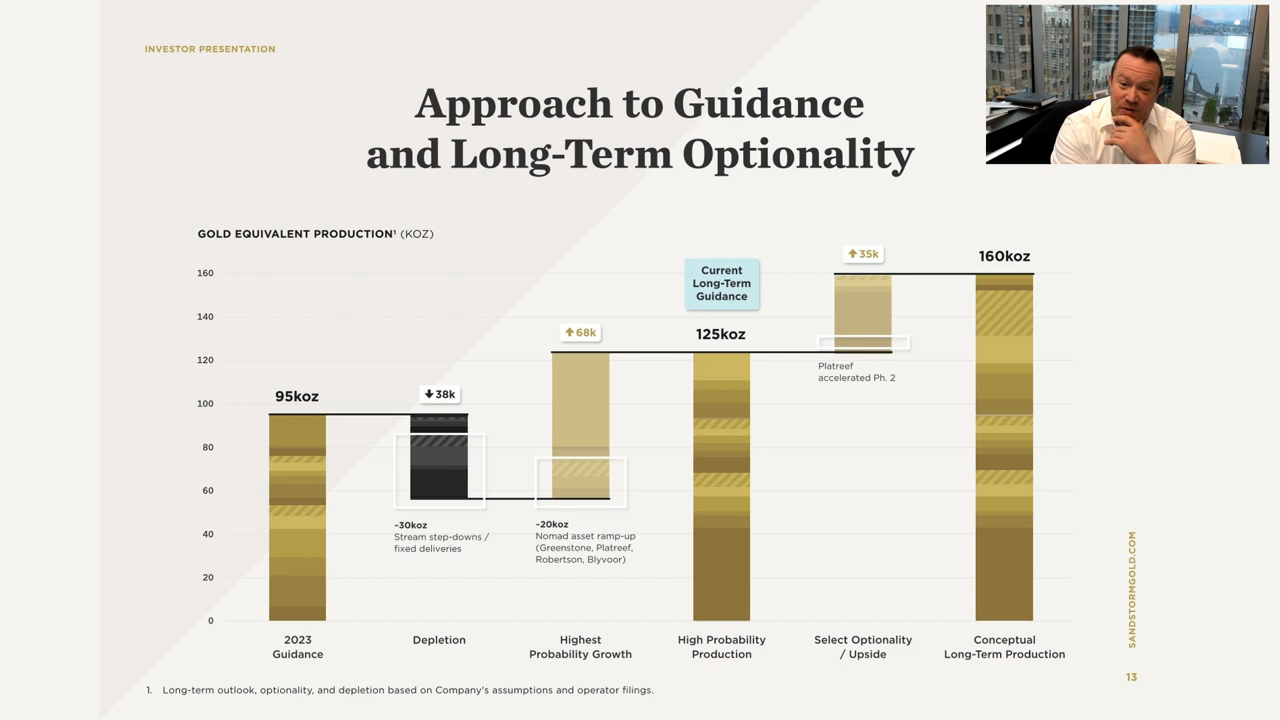 INVESTOR PRESENTATION
Approach to Guidance
and Long-Term Optionality
GOLD EQUIVALENT PRODUCTION¹ (KOZ)
160
140
120
100
80
60
40
20
0
95koz
38k
~30koz
Stream step-downs /
fixed deliveries
68k
~20koz
Nomad asset ramp-up
(Greenstone, Platreef,
Robertson, Blyvoor)
Current
Long-Term
Guidance
125koz
35k
Platreef
accelerated Ph. 2
160koz
2023
Guidance
Depletion
Highest
Probability Growth
High Probability
Production
Select Optionality
/ Upside
Conceptual
Long-Term Production
1. Long-term outlook, optionality, and depletion based on Company's assumptions and operator filings.
SANDSTORMGOLD.COM
13